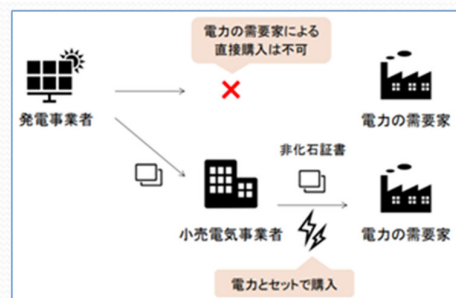 電力の需要家による
直接購入は不可
発電事業者
電力の需要家
非化石証書
小売電気事業者
電力の需要家
電力とセットで購入